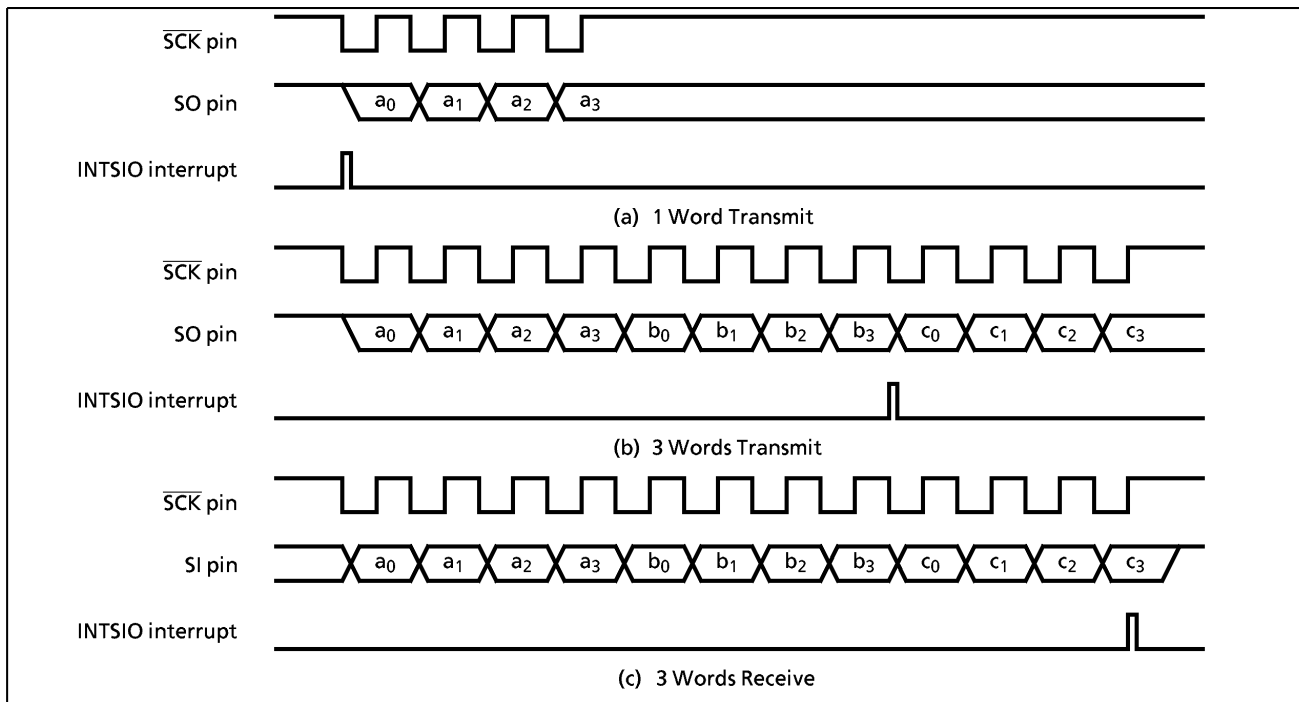 SCK pin
SO pin a₀ a₁ a₂ a₃
INTSIO interrupt
(a) 1 Word Transmit
SCK pin
SO pin a₀ a₁ a₂ a₃ b₀ b₁ b₂ b₃ c₀ c₁ c₂ c₃
INTSIO interrupt
(b) 3 Words Transmit
SCK pin
SI pin a₀ a₁ a₂ a₃ b₀ b₁ b₂ b₃ c₀ c₁ c₂ c₃
INTSIO interrupt
(c) 3 Words Receive